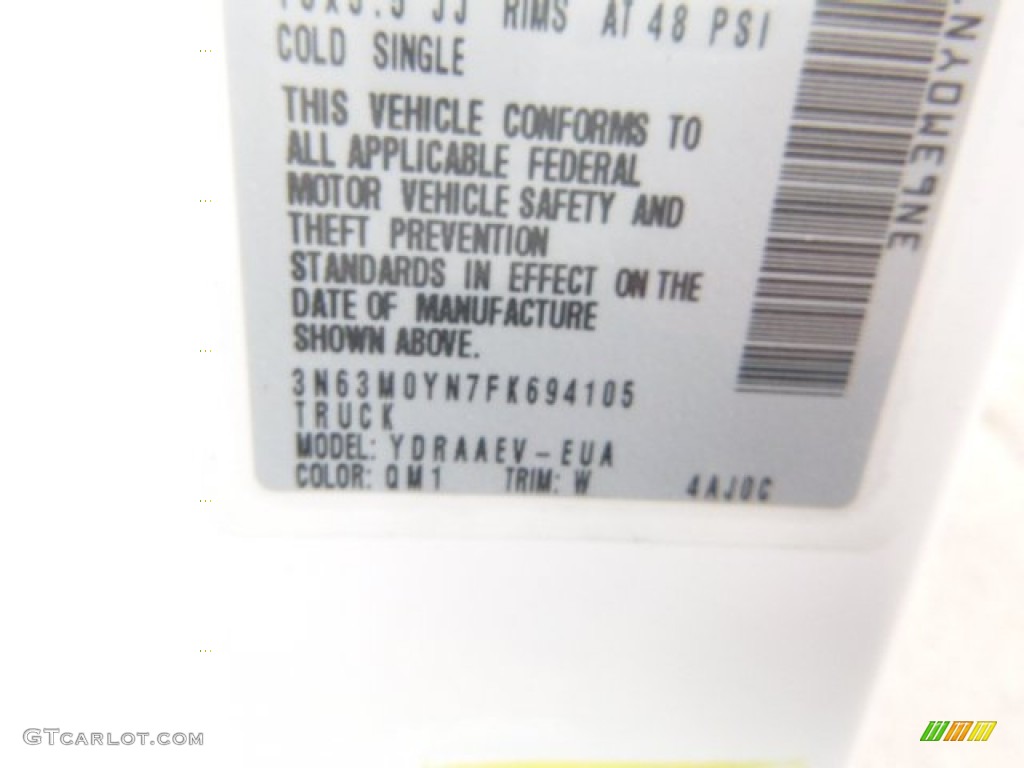 RIMS AT 48 PSI
COLD SINGLE
THIS VEHICLE CONFORMS TO
ALL APPLICABLE FEDERAL
MOTOR VEHICLE SAFETY AND
THEFT PREVENTION
STANDARDS IN EFFECT ON THE
DATE OF MANUFACTURE
SHOWN ABOVE.
3N63M0YN7FK694105
TRUCK
MODEL: YDRAAEV-EUA
COLOR: QM1 TRIM: W 4AJ0C
NYOME9NE
GTCARLOT.COM